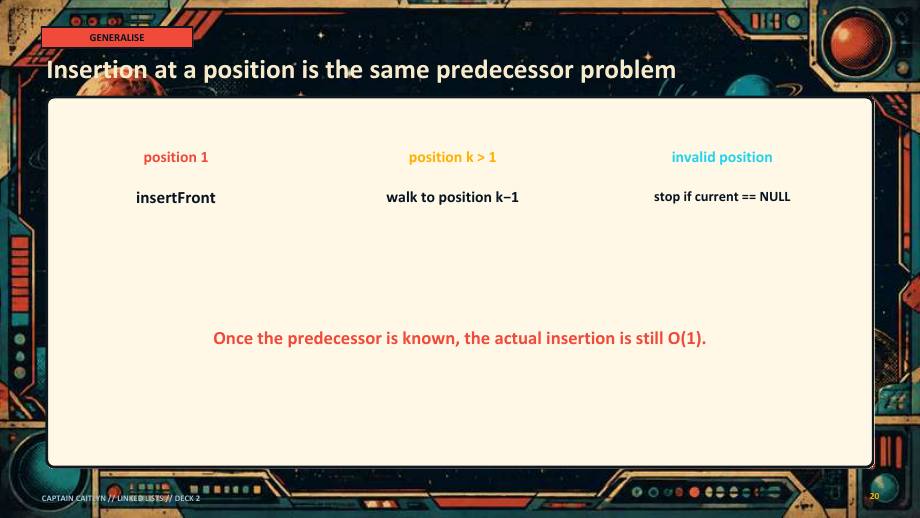 GENERALISE
Insertion at a position is the same predecessor problem
position 1
position k > 1
invalid position
insertFront
walk to position k−1
stop if current == NULL
Once the predecessor is known, the actual insertion is still O(1).
CAPTAIN CAITLYN // LINKED LISTS // DECK 2
20